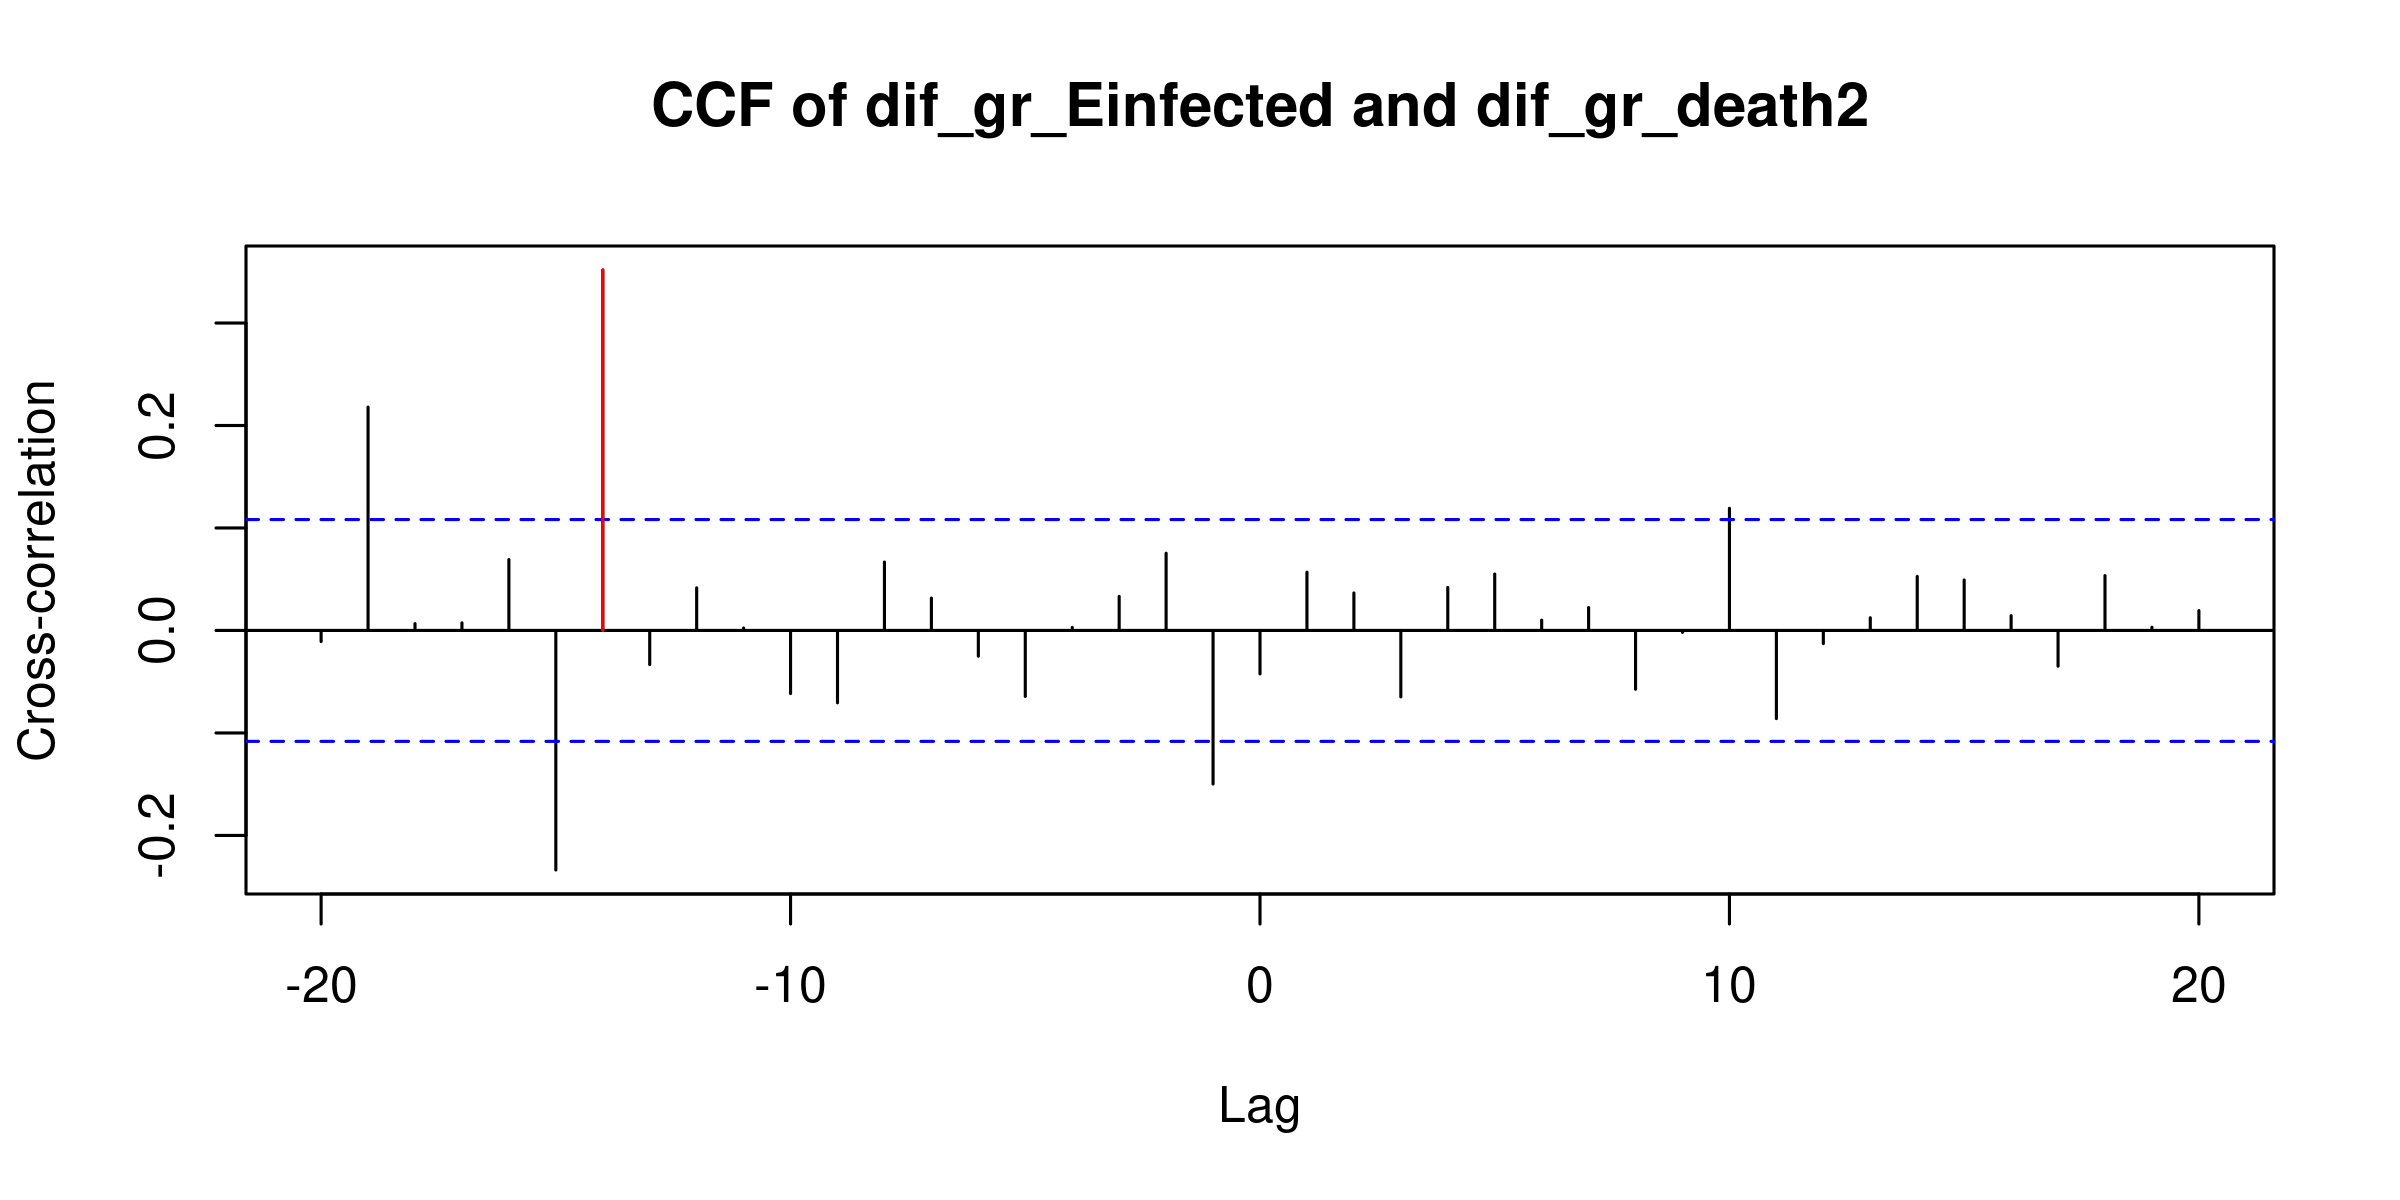 CCF of dif_gr_Einfected and dif_gr_death2
Cross-correlation
0.2
0.0
-0.2
-20 -10 0 10 20
Lag